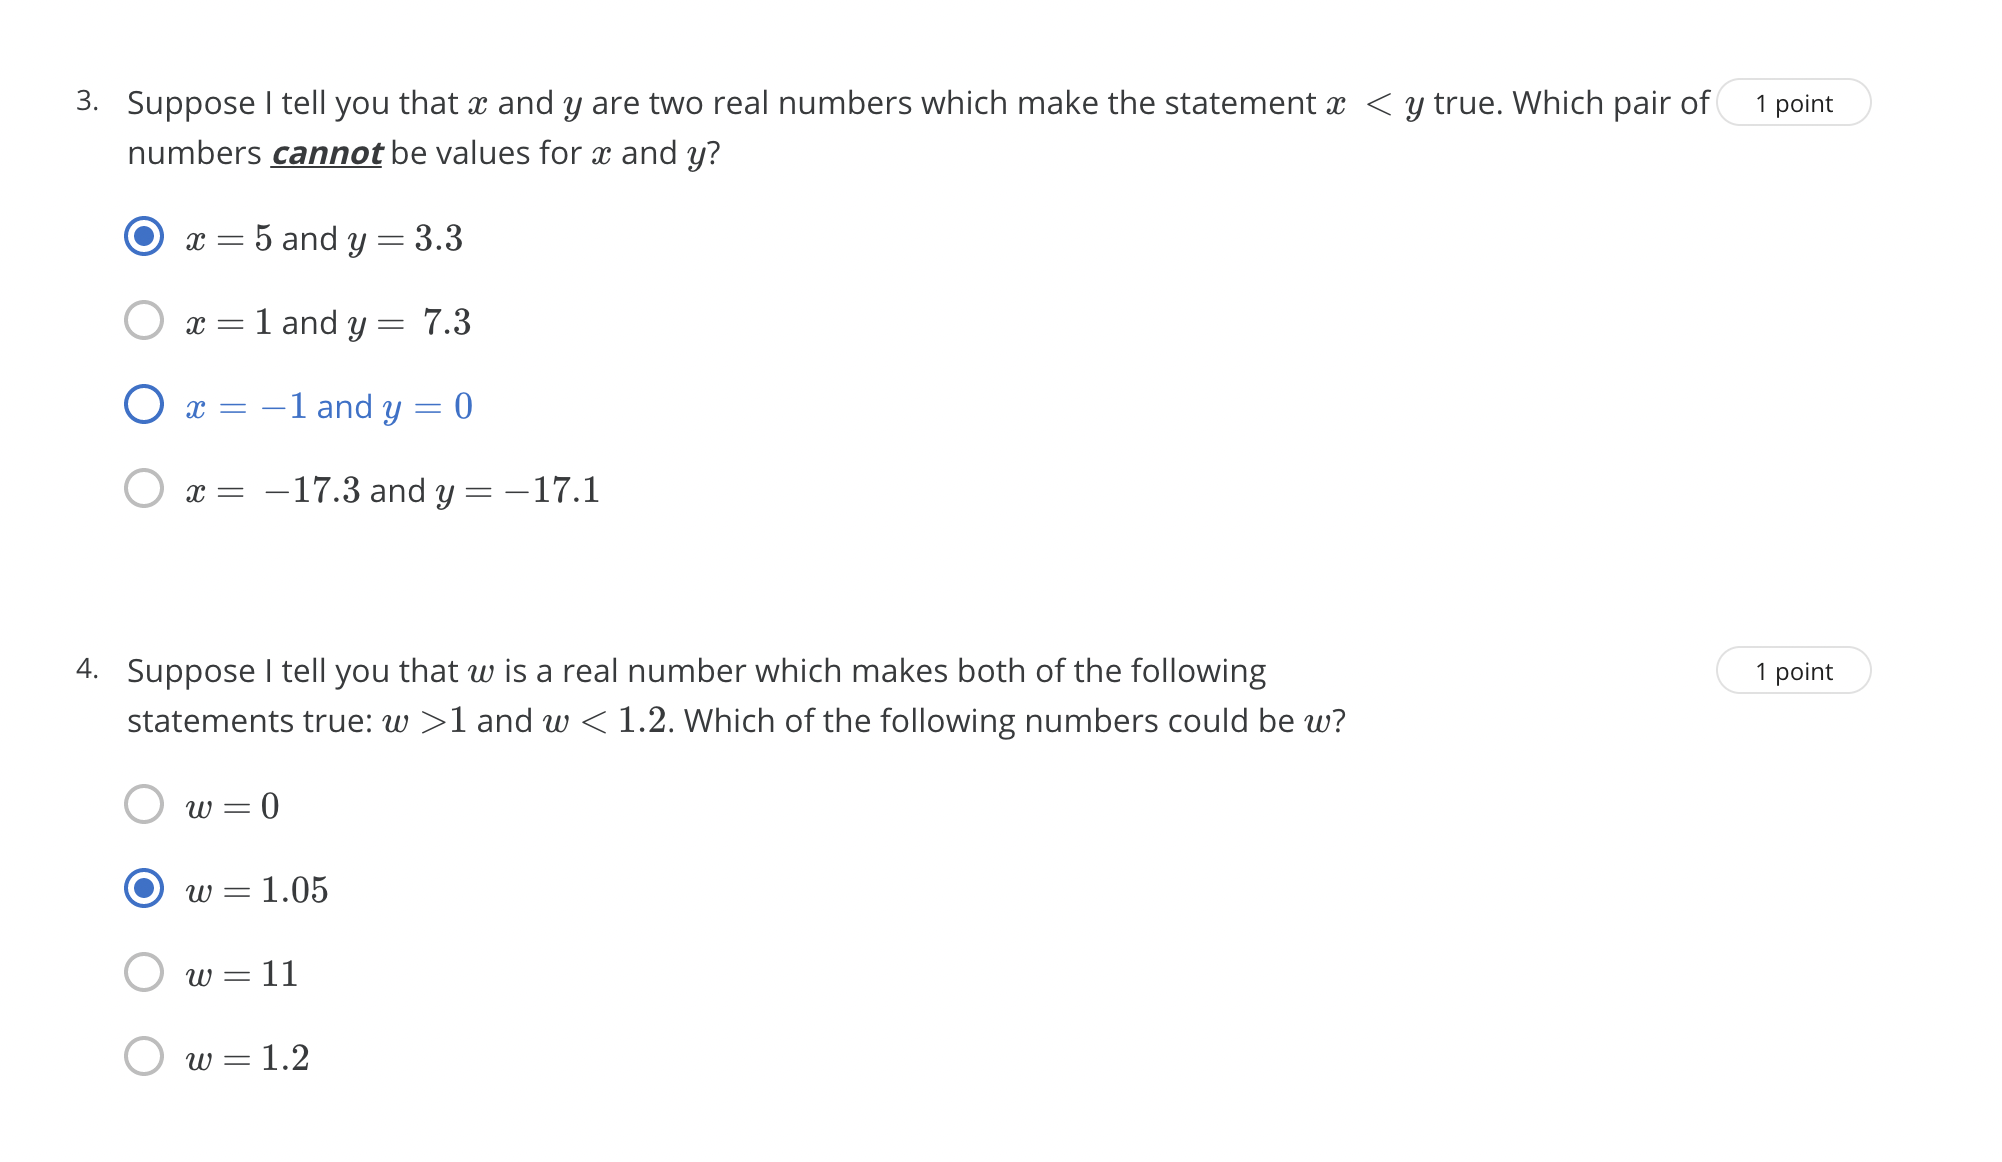 3. Suppose I tell you that x and y are two real numbers which make the statement x < y true. Which pair of 1 point
numbers cannot be values for x and y?
x = 5 and y = 3.3
x = 1 and y = 7.3
x = −1 and y = 0
x = −17.3 and y = −17.1
4. Suppose I tell you that w is a real number which makes both of the following 1 point
statements true: w >1 and w < 1.2. Which of the following numbers could be w?
w = 0
w = 1.05
w = 11
w = 1.2